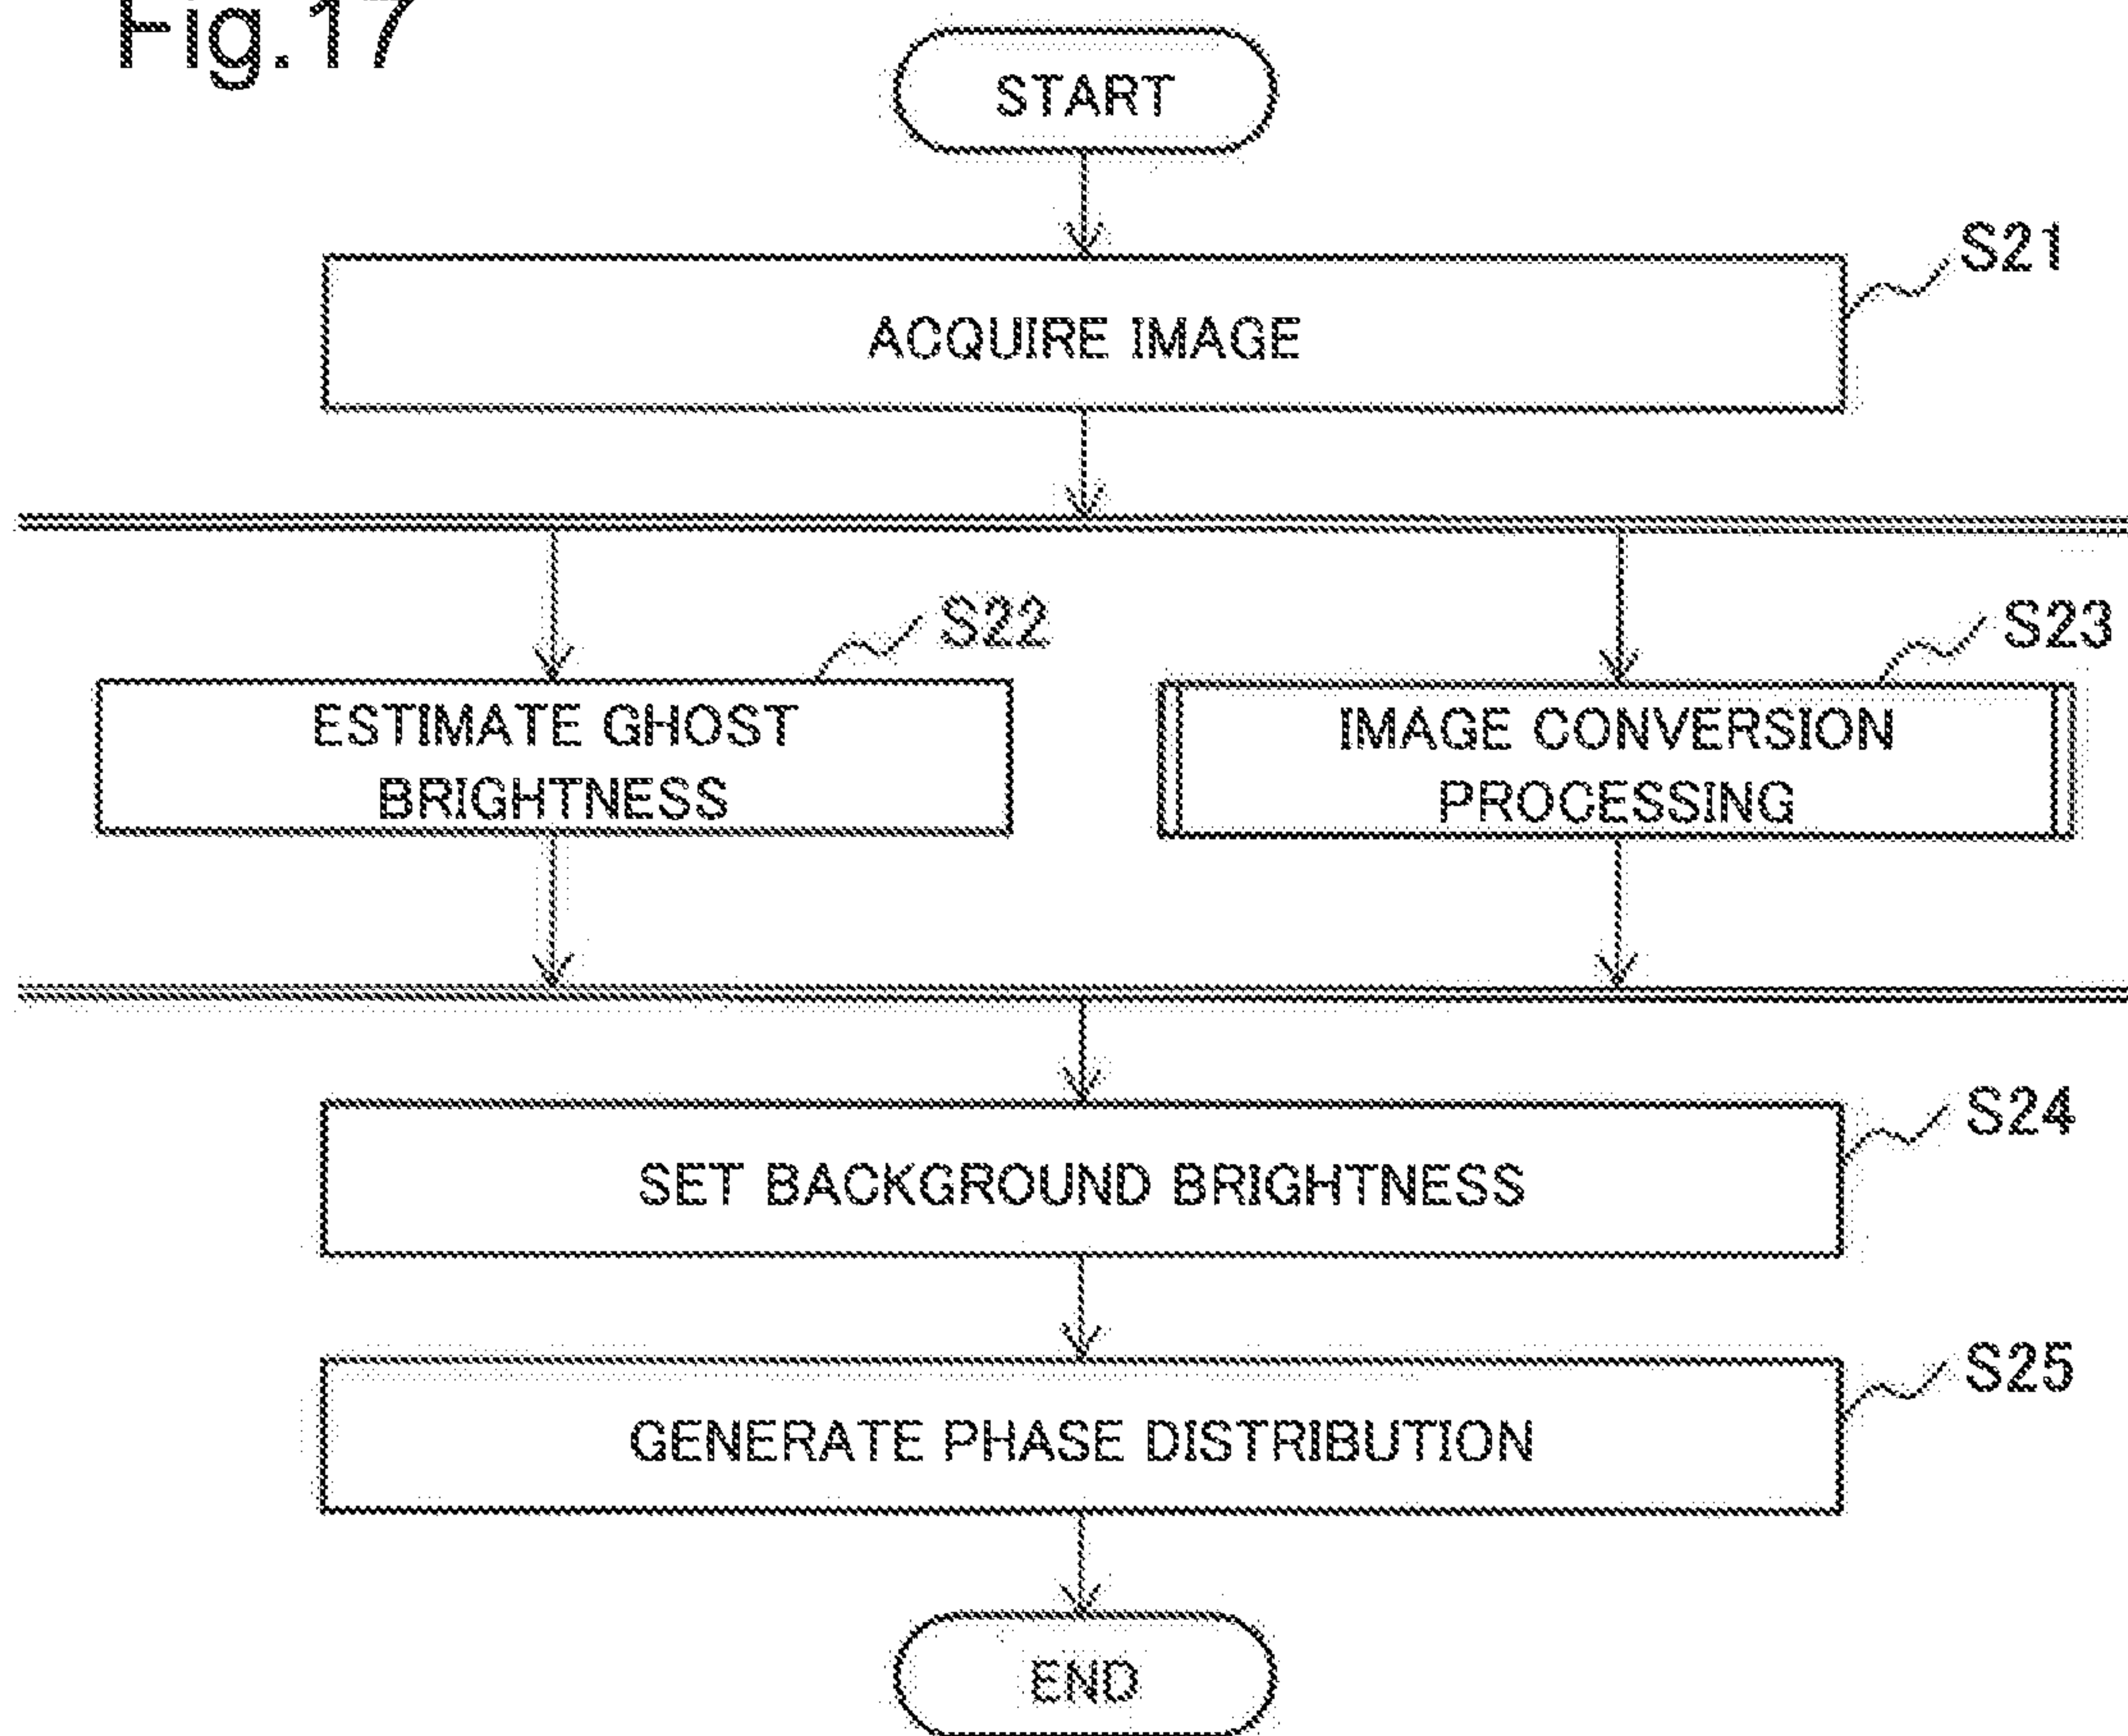 Fig.17
START
S21
ACQUIRE IMAGE
S22
ESTIMATE GHOST
BRIGHTNESS
S23
IMAGE CONVERSION
PROCESSING
S24
SET BACKGROUND BRIGHTNESS
S25
GENERATE PHASE DISTRIBUTION
END